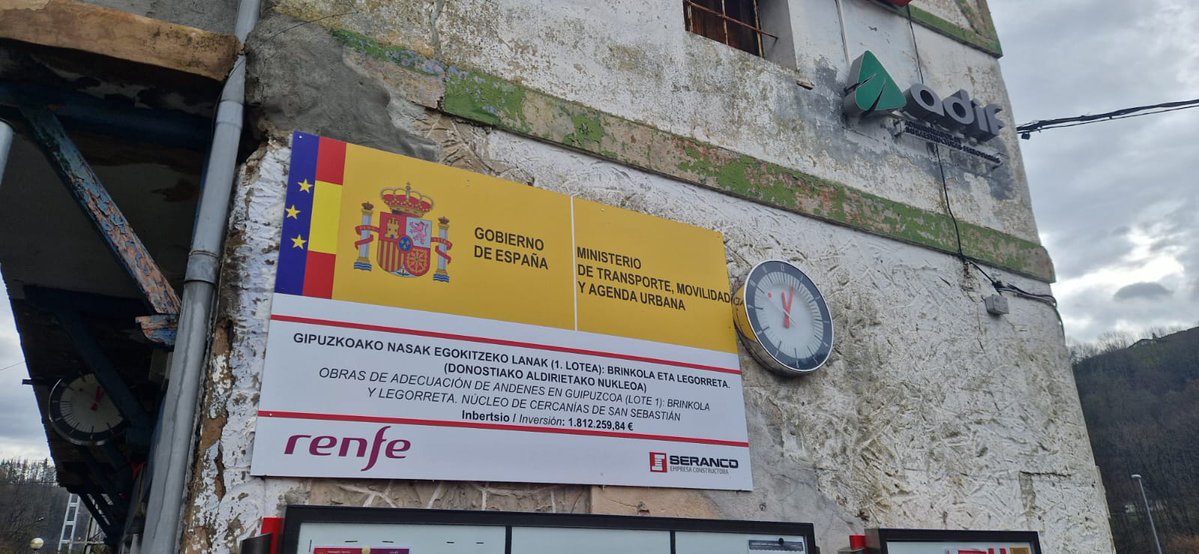 adif
GOBIERNO
DE ESPAÑA
MINISTERIO
DE TRANSPORTE, MOVILIDAD
Y AGENDA URBANA
GIPUZKOAKO NASAK EGOKITZEKO LANAK (1. LOTEA): BRINKOLA ETA LEGORRETA.
(DONOSTIAKO ALDIRIETAKO NUKLEOA)
OBRAS DE ADECUACIÓN DE ANDENES EN GUIPUZCOA (LOTE 1): BRINKOLA
Y LEGORRETA. NÚCLEO DE CERCANÍAS DE SAN SEBASTIÁN
Inbertsio / Inversión: 1.812.259,84 €
renfe
SERANCO
EMPRESA CONSTRUCTORA